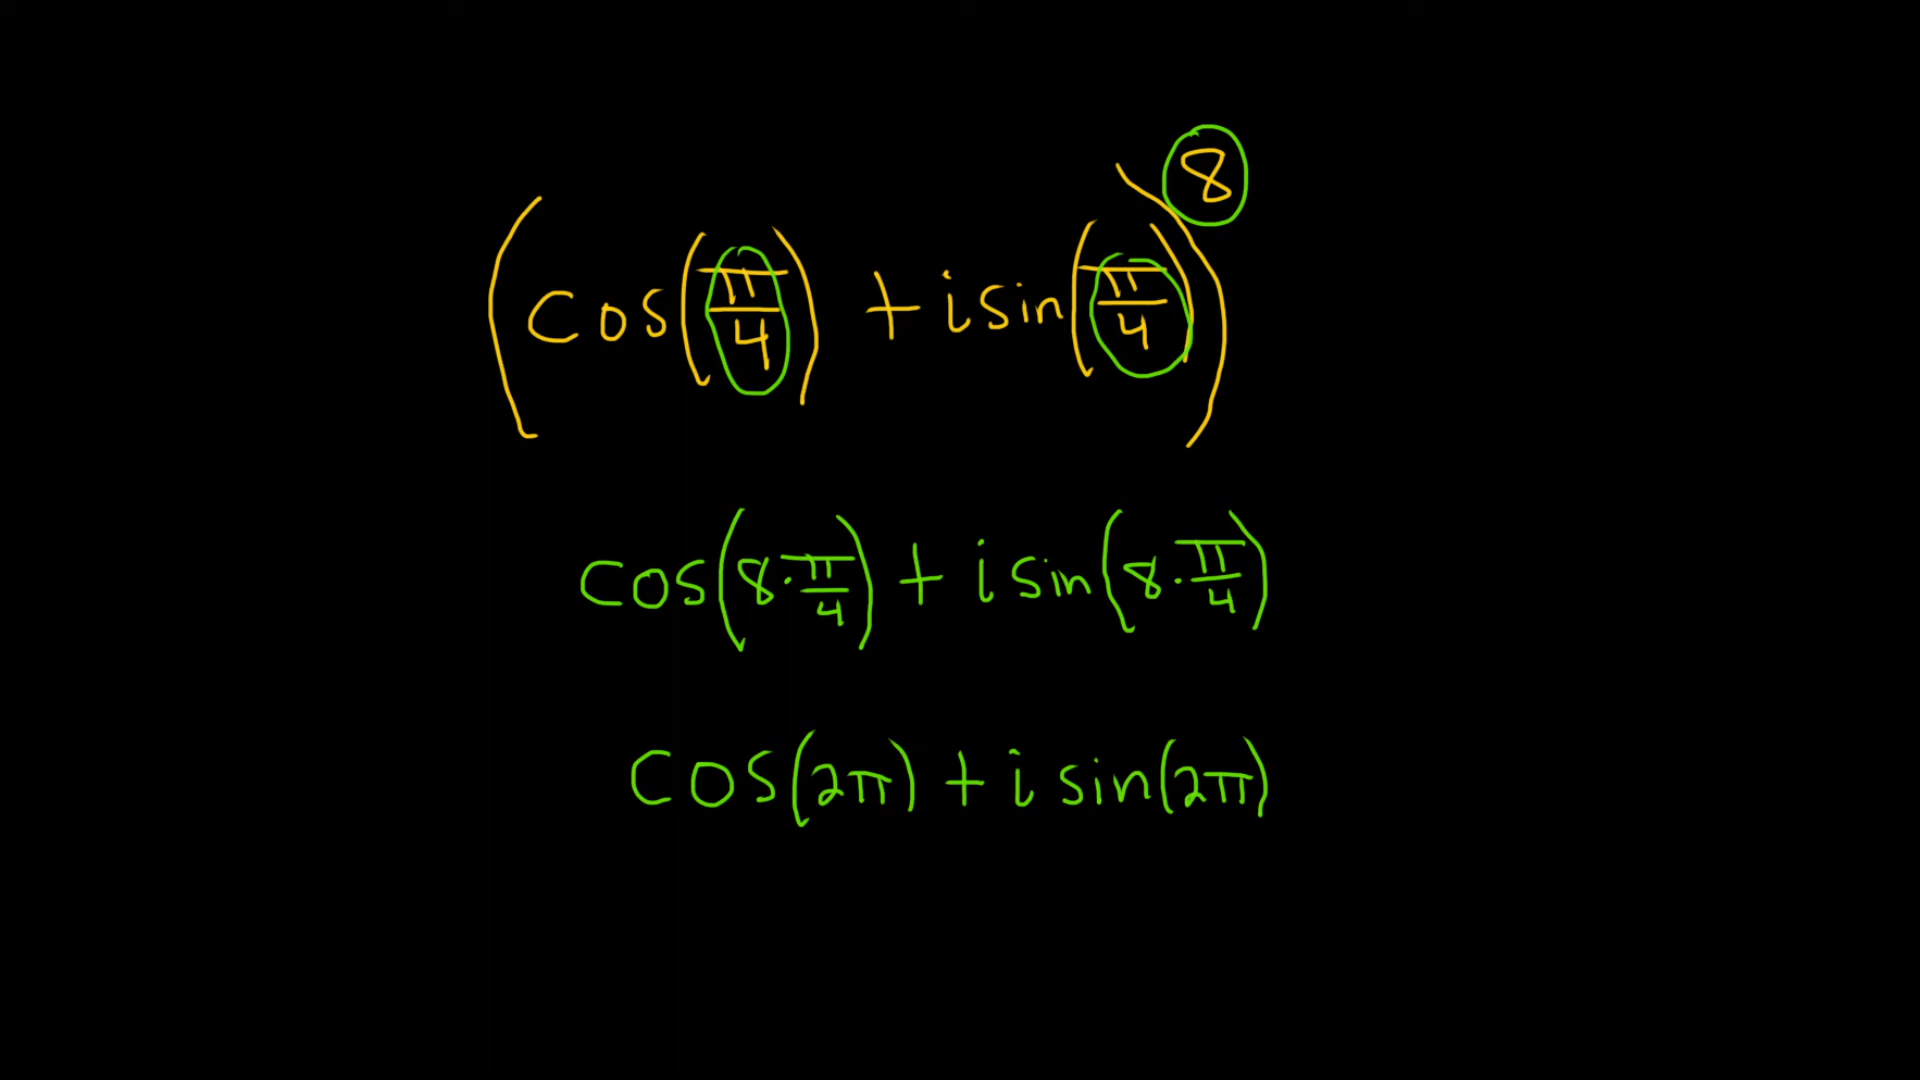 (cos(π/4) + i sin(π/4))^8
cos(8·π/4) + i sin(8·π/4)
cos(2π) + i sin(2π)